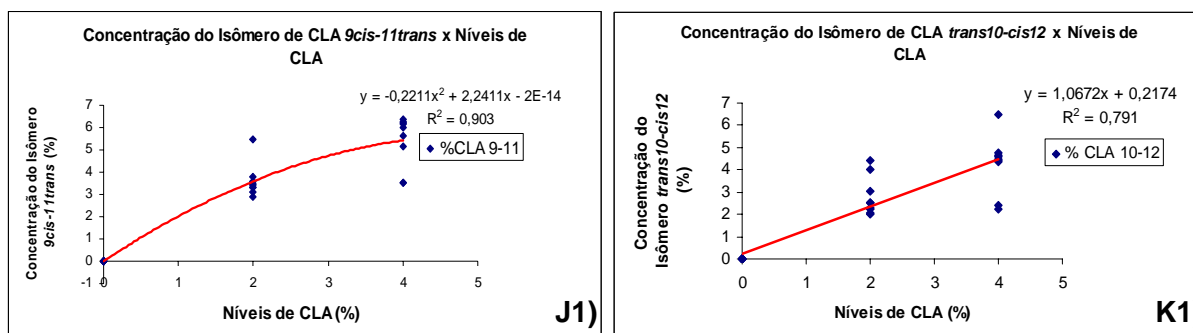 Concentração do Isômero de CLA 9cis-11trans x Níveis de
CLA
y = -0,2211x² + 2,2411x - 2E-14
R² = 0,903
%CLA 9-11
Concentração do Isômero
9cis-11trans (%)
7
6
5
4
3
2
1
0
-1 0 1 2 3 4 5
Níveis de CLA (%)
J1)
Concentração do Isômero de CLA trans10-cis12 x Níveis de
CLA
y = 1,0672x + 0,2174
R² = 0,791
% CLA 10-12
Concentração do
Isômero trans10-cis12
(%)
7
6
5
4
3
2
1
0
0 1 2 3 4 5
Níveis de CLA (%)
K1